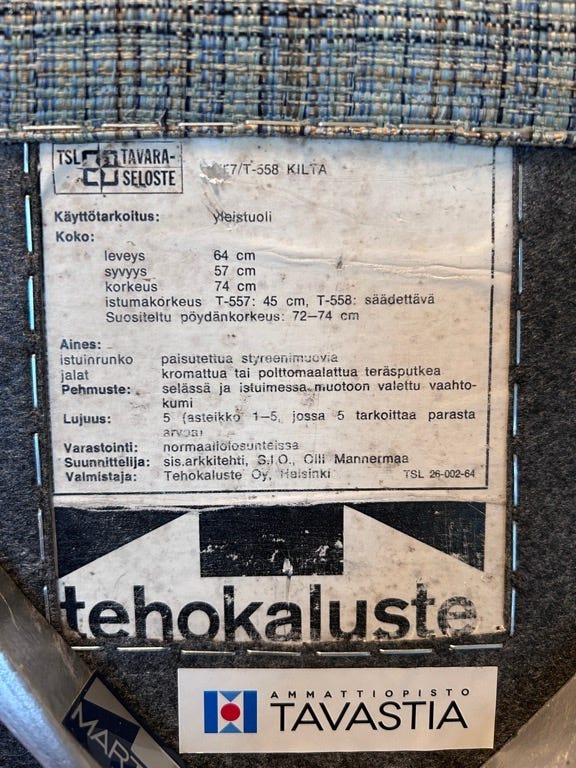 TSL TAVARA-
SELOSTE
7/T-558 KILTA
Käyttötarkoitus: yleistuoli
Koko:
leveys 64 cm
syvyys 57 cm
korkeus 74 cm
istumakorkeus T-557: 45 cm, T-558: säädettävä
Suositeltu pöydänkorkeus: 72–74 cm
Aines:
istuinrunko paisutettua styreenimuovia
jalat kromattua tai polttomaalattua teräsputkea
Pehmuste: selässä ja istuimessa muotoon valettu vaahto-
kumi
Lujuus: 5 (asteikko 1–5, jossa 5 tarkoittaa parasta
arvoa)
Varastointi: normaaliolosuhteissa
Suunnittelija: sis.arkkitehti, S.I.O., Olli Mannermaa
Valmistaja: Tehokaluste Oy, Helsinki TSL 26-002-64
tehokaluste
AMMATTIOPISTO
TAVASTIA
MART